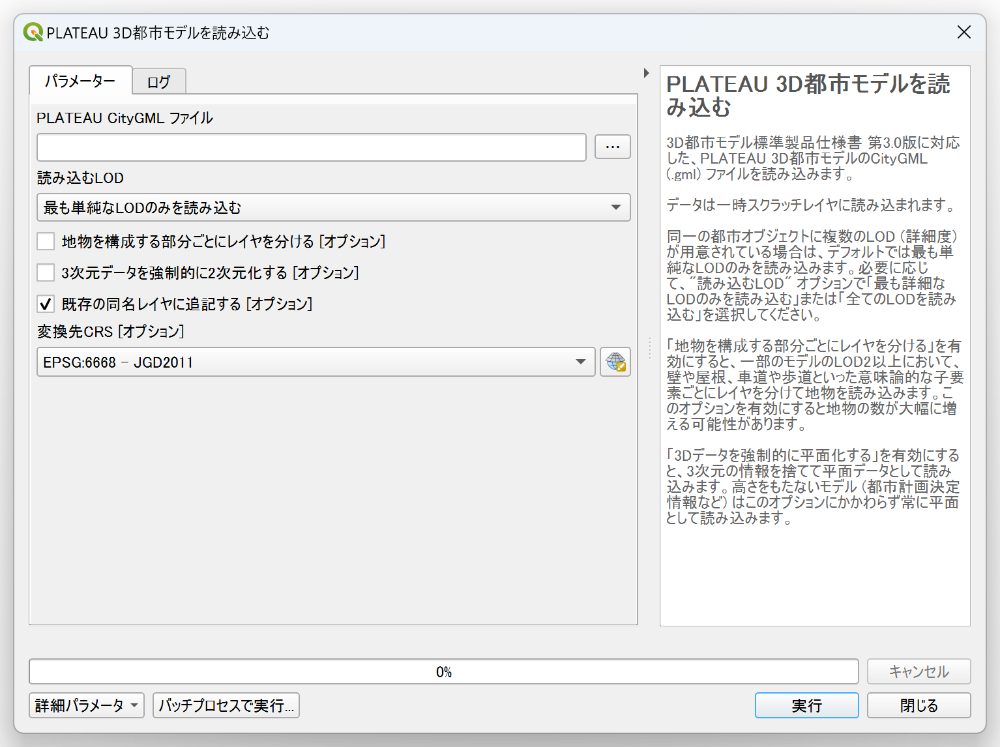 PLATEAU 3D都市モデルを読み込む
パラメーター
ログ
PLATEAU CityGML ファイル
...
読み込むLOD
最も単純なLODのみを読み込む
地物を構成する部分ごとにレイヤを分ける [オプション]
3次元データを強制的に2次元化する [オプション]
既存の同名レイヤに追記する [オプション]
変換先CRS [オプション]
EPSG:6668 - JGD2011
PLATEAU 3D都市モデルを読
み込む
3D都市モデル標準製品仕様書 第3.0版に対応
した、PLATEAU 3D都市モデルのCityGML
(.gml) ファイルを読み込みます。
データは一時スクラッチレイヤに読み込まれます。
同一の都市オブジェクトに複数のLOD (詳細度)
が用意されている場合は、デフォルトでは最も単
純なLODのみを読み込みます。必要に応じ
て、"読み込むLOD" オプションで「最も詳細な
LODのみを読み込む」または「全てのLODを読み
込む」を選択してください。
「地物を構成する部分ごとにレイヤを分ける」を有
効にすると、一部のモデルのLOD2以上において、
壁や屋根、車道や歩道といった意味論的な子要
素ごとにレイヤを分けて地物を読み込みます。こ
のオプションを有効にすると地物の数が大幅に増
える可能性があります。
「3Dデータを強制的に平面化する」を有効にする
と、3次元の情報を捨てて平面データとして読み
込みます。高さをもたないモデル (都市計画決定
情報など) はこのオプションにかかわらず常に平面
として読み込みます。
0%
キャンセル
詳細パラメータ
バッチプロセスで実行...
実行
閉じる